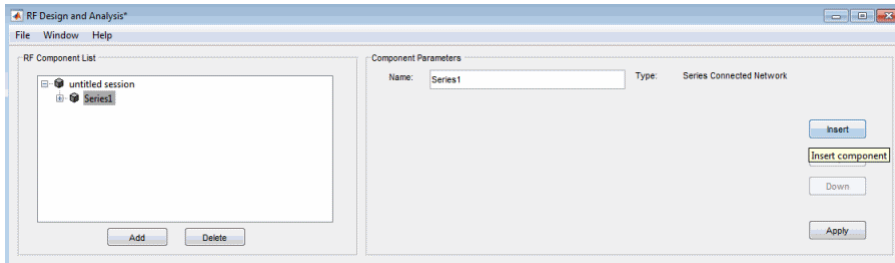 RF Design and Analysis*
File Window Help
RF Component List
untitled session
Series1
Add Delete
Component Parameters
Name: Series1 Type: Series Connected Network
Insert
Insert component
Down
Apply